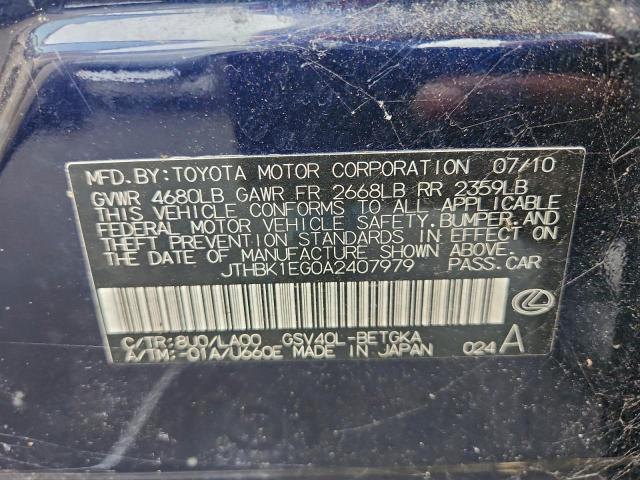 MFD. BY: TOYOTA MOTOR CORPORATION 07/10
GVWR 4680LB GAWR FR 2668LB RR 2359LB
THIS VEHICLE CONFORMS TO ALL APPLICABLE
FEDERAL MOTOR VEHICLE SAFETY, BUMPER, AND
THEFT PREVENTION STANDARDS IN EFFECT ON
THE DATE OF MANUFACTURE SHOWN ABOVE.
JTHBK1EG0A2407979 PASS. CAR
C/TR:8U0/LA00 GSV40L-BETGKA
A/TM:-01A/U660E MADE IN JAPAN 024 A